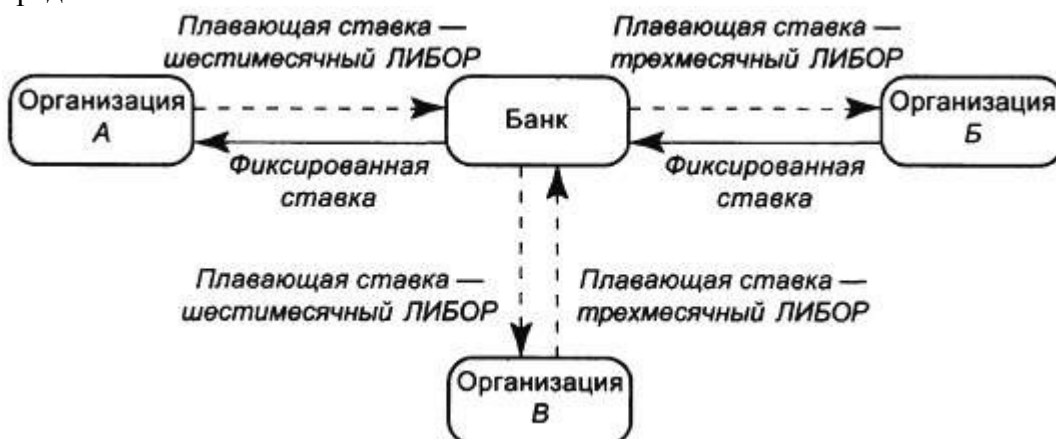 Плавающая ставка —
шестимесячный ЛИБОР
Плавающая ставка —
трехмесячный ЛИБОР
Организация
А
Банк
Организация
Б
Фиксированная
ставка
Фиксированная
ставка
Плавающая ставка —
шестимесячный ЛИБОР
Плавающая ставка —
трехмесячный ЛИБОР
Организация
В